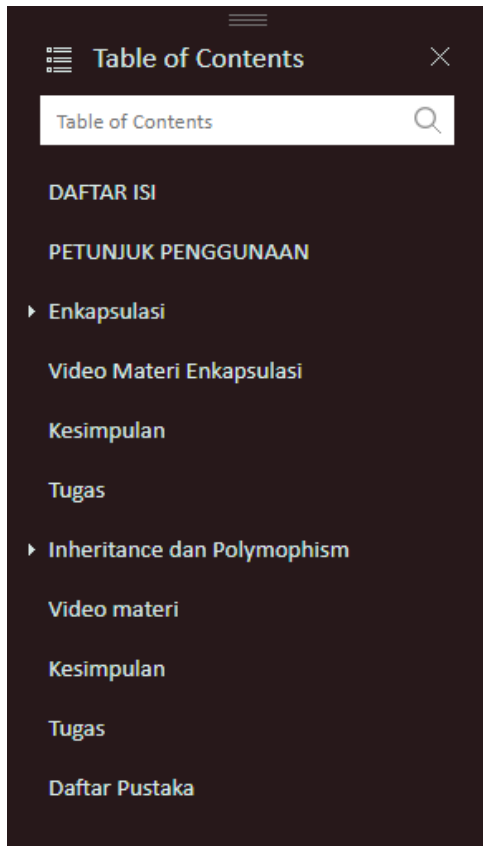 Table of Contents
Table of Contents
DAFTAR ISI
PETUNJUK PENGGUNAAN
Enkapsulasi
Video Materi Enkapsulasi
Kesimpulan
Tugas
Inheritance dan Polymophism
Video materi
Kesimpulan
Tugas
Daftar Pustaka